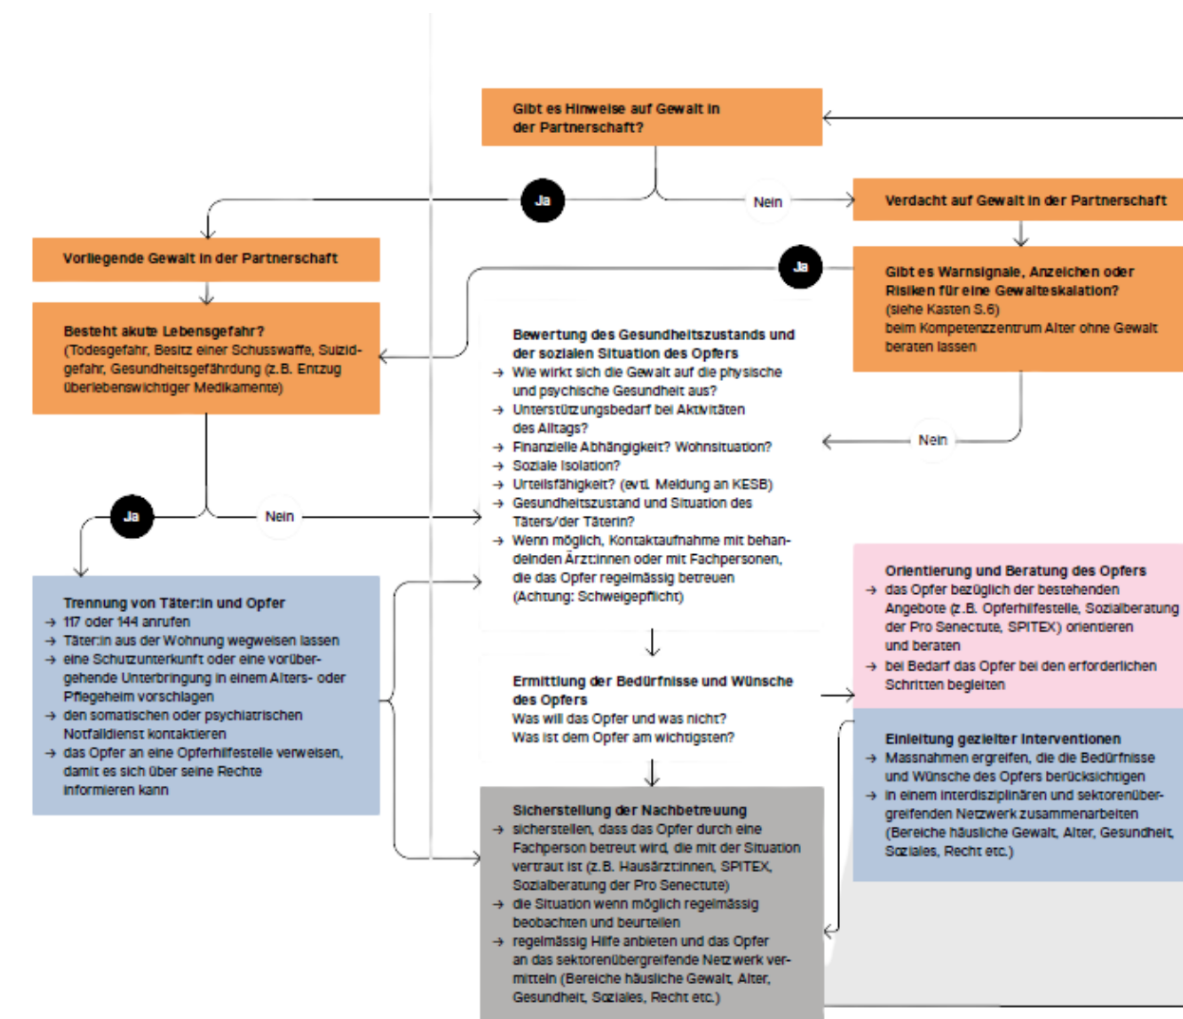 Gibt es Hinweise auf Gewalt in
der Partnerschaft?
Ja
Nein
Verdacht auf Gewalt in der Partnerschaft
Vorliegende Gewalt in der Partnerschaft
Ja
Gibt es Warnsignale, Anzeichen oder
Risiken für eine Gewalteskalation?
(siehe Kasten S.6)
beim Kompetenzzentrum Alter ohne Gewalt
beraten lassen
Besteht akute Lebensgefahr?
(Todesgefahr, Besitz einer Schusswaffe, Suizid-
gefahr, Gesundheitsgefährdung (z.B. Entzug
überlebenswichtiger Medikamente)
Bewertung des Gesundheitszustands und
der sozialen Situation des Opfers
→ Wie wirkt sich die Gewalt auf die physische
und psychische Gesundheit aus?
→ Unterstützungsbedarf bei Aktivitäten
des Alltags?
→ Finanzielle Abhängigkeit? Wohnsituation?
→ Soziale Isolation?
→ Urteilsfähigkeit? (evtl. Meldung an KESB)
→ Gesundheitszustand und Situation des
Täters/der Täterin?
→ Wenn möglich, Kontaktaufnahme mit behan-
delnden Ärzt:innen oder mit Fachpersonen,
die das Opfer regelmässig betreuen
(Achtung: Schweigepflicht)
Nein
Ja
Nein
Trennung von Täter:in und Opfer
→ 117 oder 144 anrufen
→ Täter:in aus der Wohnung wegweisen lassen
→ eine Schutzunterkunft oder eine vorüber-
gehende Unterbringung in einem Alters- oder
Pflegeheim vorschlagen
→ den somatischen oder psychiatrischen
Notfalldienst kontaktieren
→ das Opfer an eine Opferhilfestelle verweisen,
damit es sich über seine Rechte
informieren kann
Ermittlung der Bedürfnisse und Wünsche
des Opfers
Was will das Opfer und was nicht?
Was ist dem Opfer am wichtigsten?
Orientierung und Beratung des Opfers
→ das Opfer bezüglich der bestehenden
Angebote (z.B. Opferhilfestelle, Sozialberatung
der Pro Senectute, SPITEX) orientieren
und beraten
→ bei Bedarf das Opfer bei den erforderlichen
Schritten begleiten
Einleitung gezielter Interventionen
→ Massnahmen ergreifen, die die Bedürfnisse
und Wünsche des Opfers berücksichtigen
→ in einem interdisziplinären und sektorenüber-
greifenden Netzwerk zusammenarbeiten
(Bereiche häusliche Gewalt, Alter, Gesundheit,
Soziales, Recht etc.)
Sicherstellung der Nachbetreuung
→ sicherstellen, dass das Opfer durch eine
Fachperson betreut wird, die mit der Situation
vertraut ist (z.B. Hausärzt:innen, SPITEX,
Sozialberatung der Pro Senectute)
→ die Situation wenn möglich regelmässig
beobachten und beurteilen
→ regelmässig Hilfe anbieten und das Opfer
an das sektorenübergreifende Netzwerk ver-
mitteln (Bereiche häusliche Gewalt, Alter,
Gesundheit, Soziales, Recht etc.)